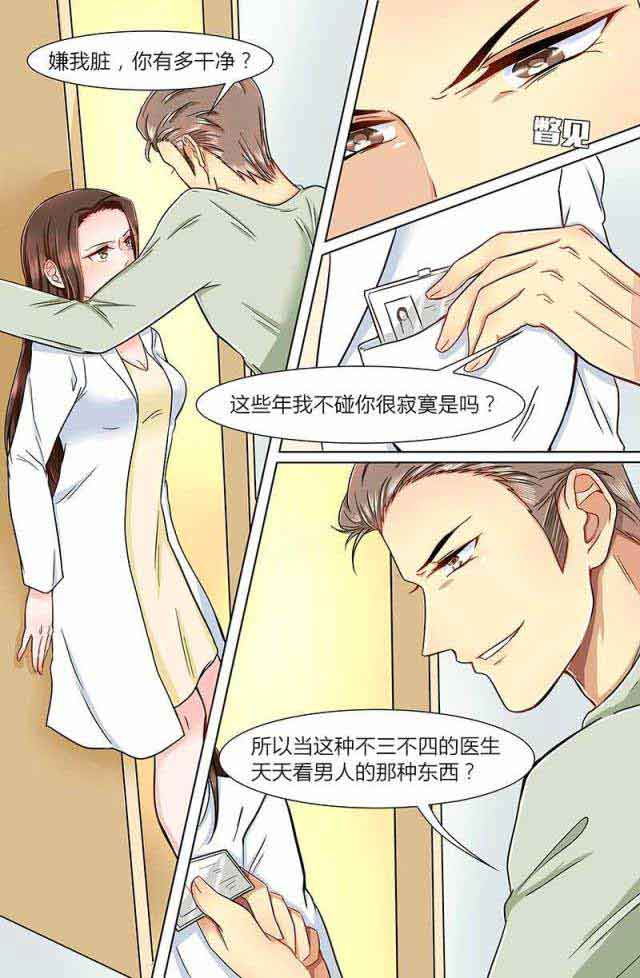 嫌我脏，你有多干净？
瞥见
这些年我不碰你很寂寞是吗？
所以当这种不三不四的医生
天天看男人的那种东西？